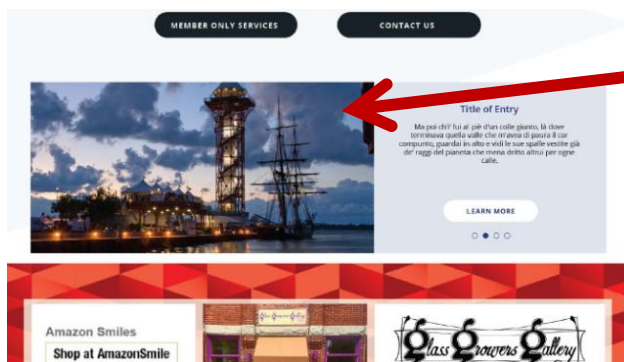 MEMBER ONLY SERVICES
CONTACT US
Title of Entry
Ma poi ch'i' fui al piè d'un colle giunto, là dove
terminava quella valle che m'avea di paura il cor
compunto, guardai in alto e vidi le sue spalle vestite già
de' raggi del pianeta che mena dritto altrui per ogne
calle.
LEARN MORE
Amazon Smiles
Shop at AmazonSmile
Glass Growers Gallery
Glass Growers Gallery